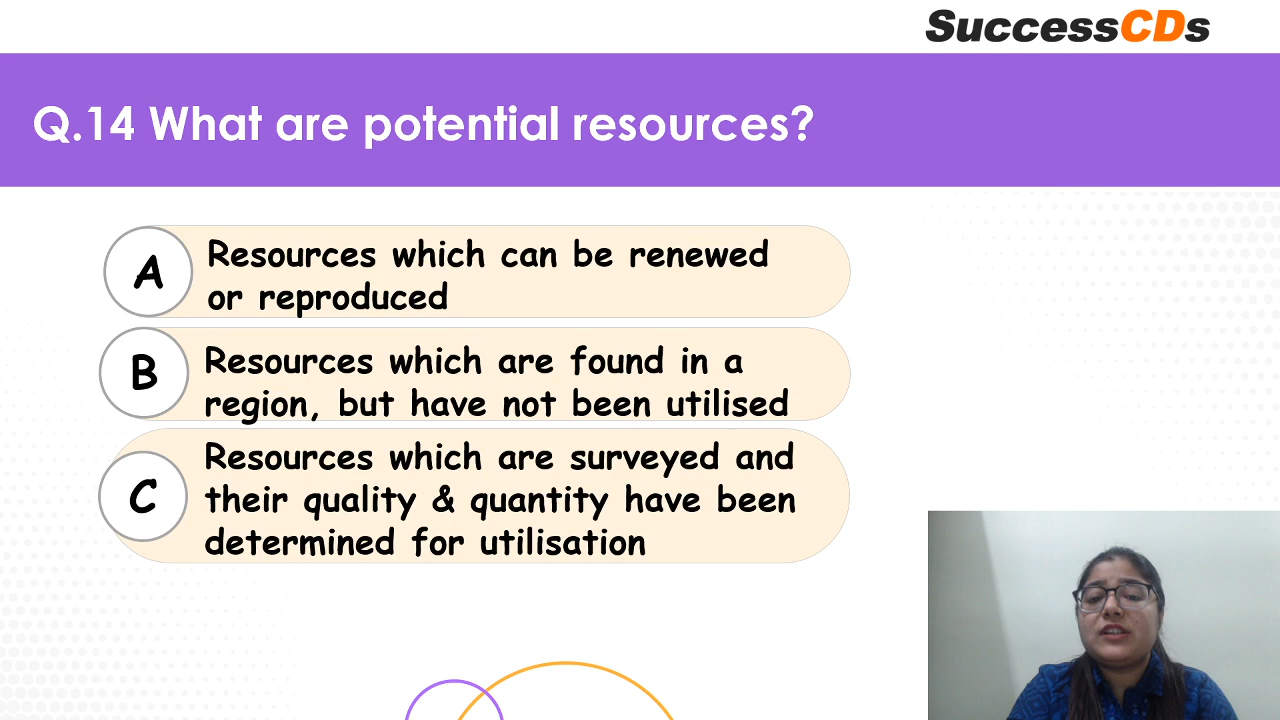 SuccessCDs
Q.14 What are potential resources?
A
Resources which can be renewed
or reproduced
B
Resources which are found in a
region, but have not been utilised
C
Resources which are surveyed and
their quality & quantity have been
determined for utilisation